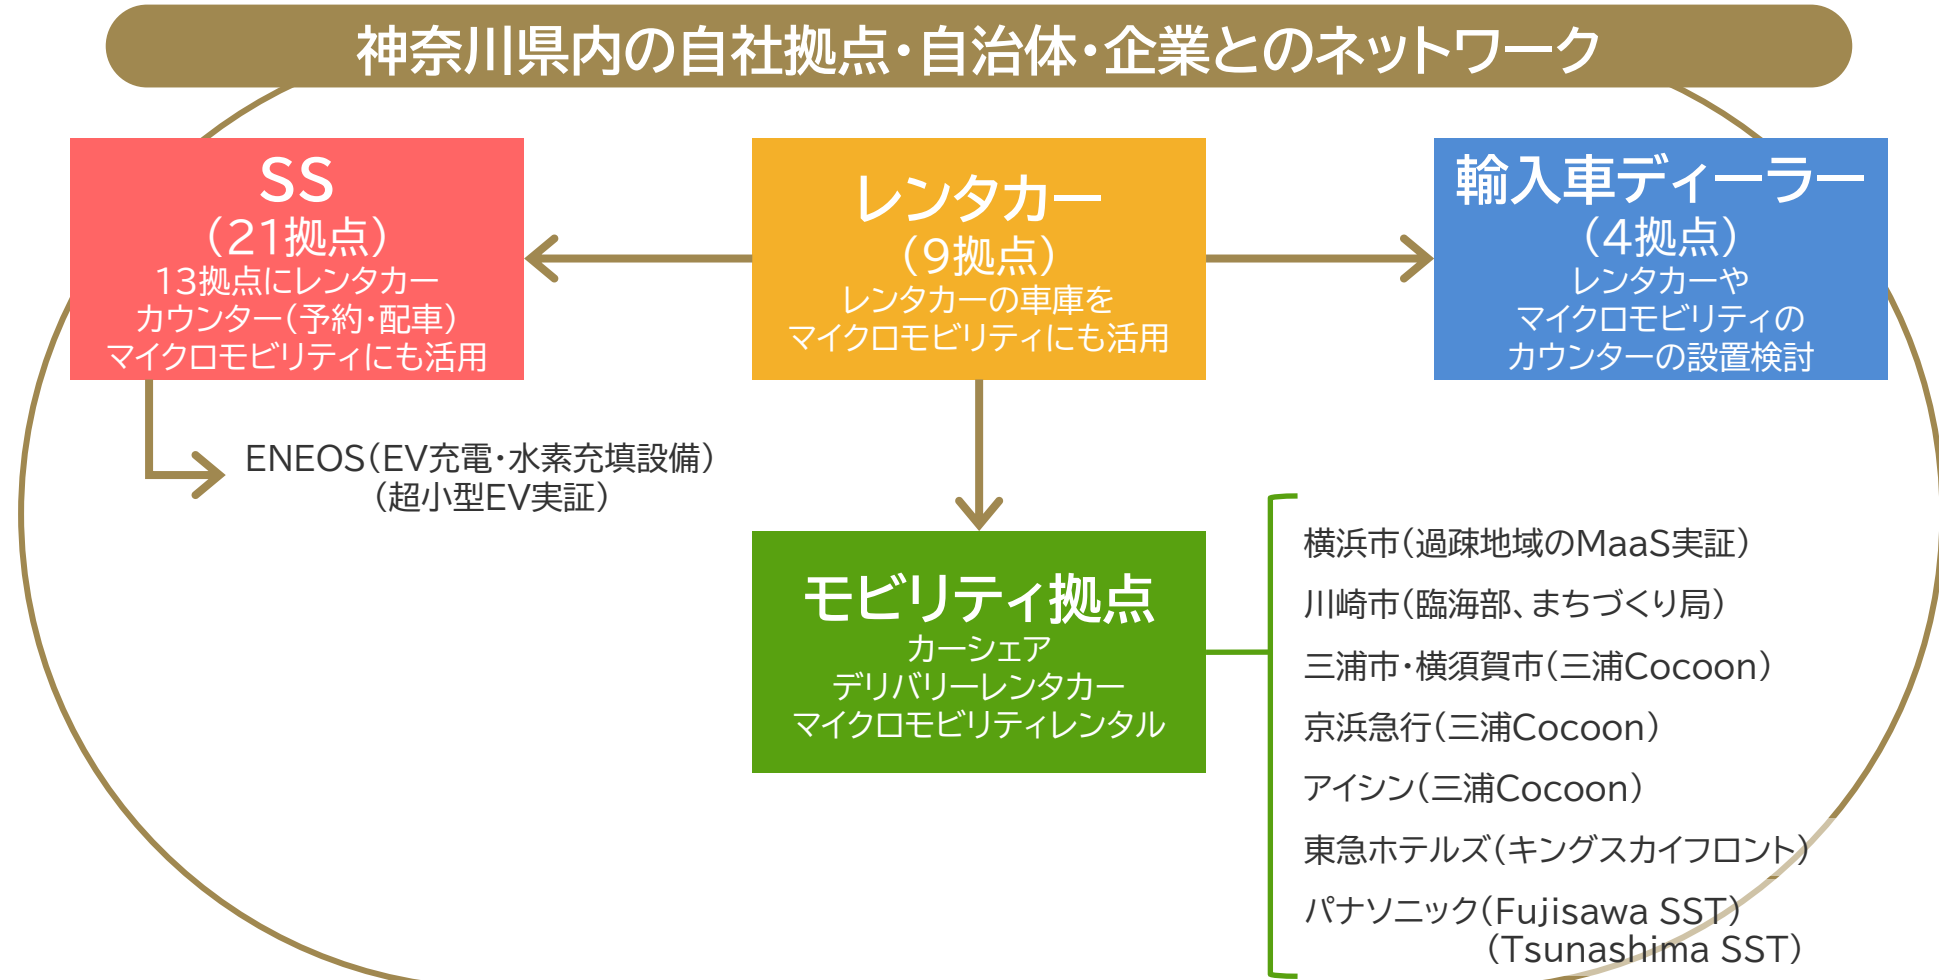 神奈川県内の自社拠点・自治体・企業とのネットワーク
SS
（21拠点）
13拠点にレンタカー
カウンター（予約・配車）
マイクロモビリティにも活用
レンタカー
（9拠点）
レンタカーの車庫を
マイクロモビリティにも活用
輸入車ディーラー
（4拠点）
レンタカーや
マイクロモビリティの
カウンターの設置検討
ENEOS（EV充電・水素充填設備）
（超小型EV実証）
モビリティ拠点
カーシェア
デリバリーレンタカー
マイクロモビリティレンタル
横浜市（過疎地域のMaaS実証）
川崎市（臨海部、まちづくり局）
三浦市・横須賀市（三浦Cocoon）
京浜急行（三浦Cocoon）
アイシン（三浦Cocoon）
東急ホテルズ（キングスカイフロント）
パナソニック（Fujisawa SST）
（Tsunashima SST）